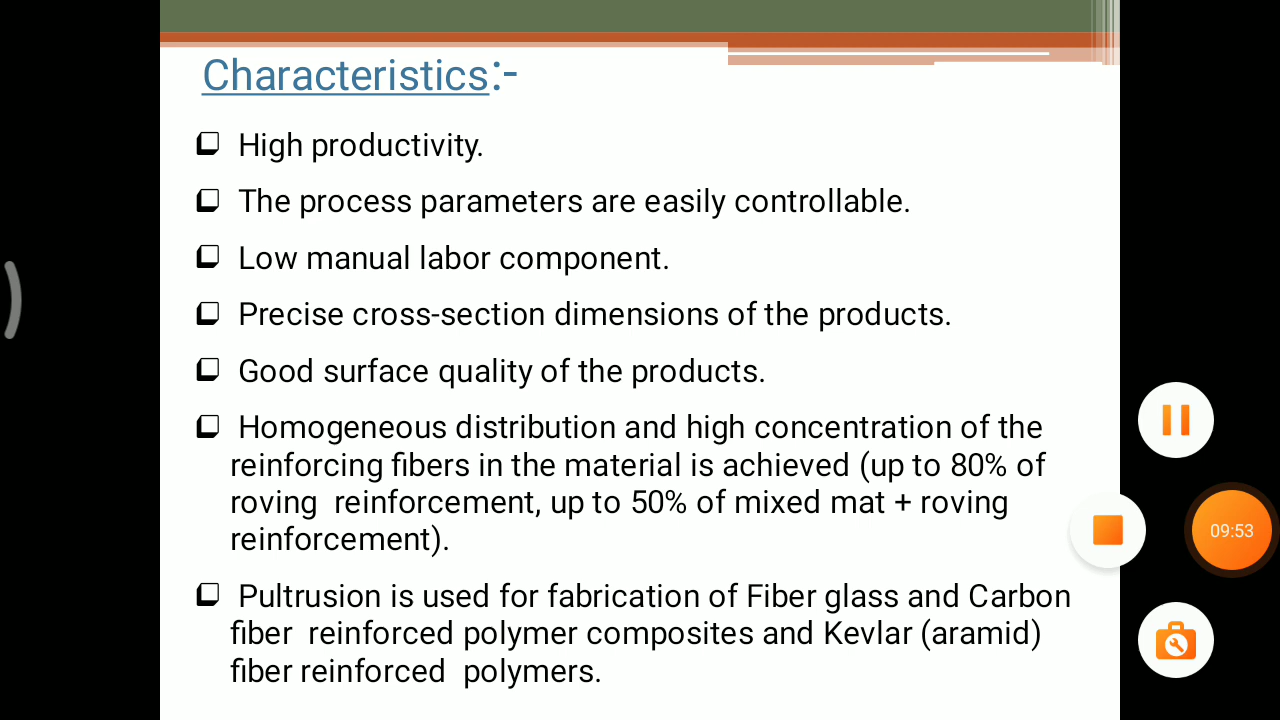 Characteristics:-
❑ High productivity.
❑ The process parameters are easily controllable.
❑ Low manual labor component.
❑ Precise cross-section dimensions of the products.
❑ Good surface quality of the products.
❑ Homogeneous distribution and high concentration of the
reinforcing fibers in the material is achieved (up to 80% of
roving reinforcement, up to 50% of mixed mat + roving
reinforcement).
❑ Pultrusion is used for fabrication of Fiber glass and Carbon
fiber reinforced polymer composites and Kevlar (aramid)
fiber reinforced polymers.
09:53